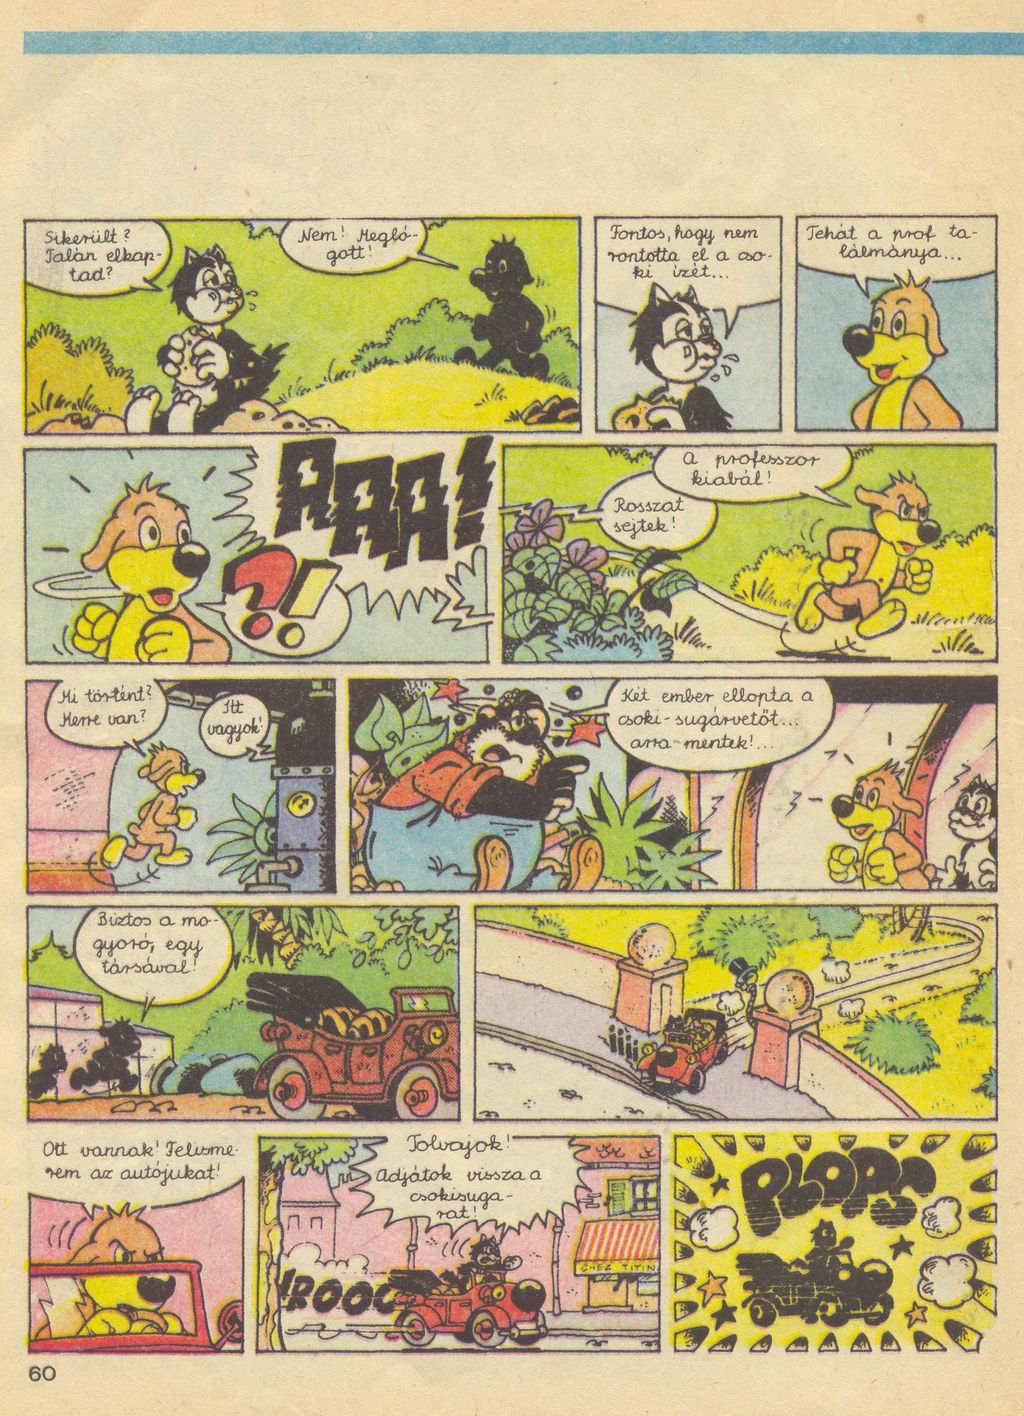 Sikerült?
Talán elkap-
tad?
Nem! Megló-
gott!
Fontos, hogy nem
rontotta el a cso-
ki ízét...
Tehát a prof ta-
lálmánya...
AAAA!
?!
Rosszat
sejtek!
A professzor
kiabál!
Mi történt?
Merre van?
Itt
vagyok!
Két ember ellopta a
csoki-sugárvetőt...
arra mentek!...
Biztos a mo-
gyoró, egy
társával!
Ott vannak! Felisme-
rem az autójukat!
Tolvajok!
Adjátok vissza a
csokisuga-
rat!
CHEZ TITIN
VROOO
PLOPS
60